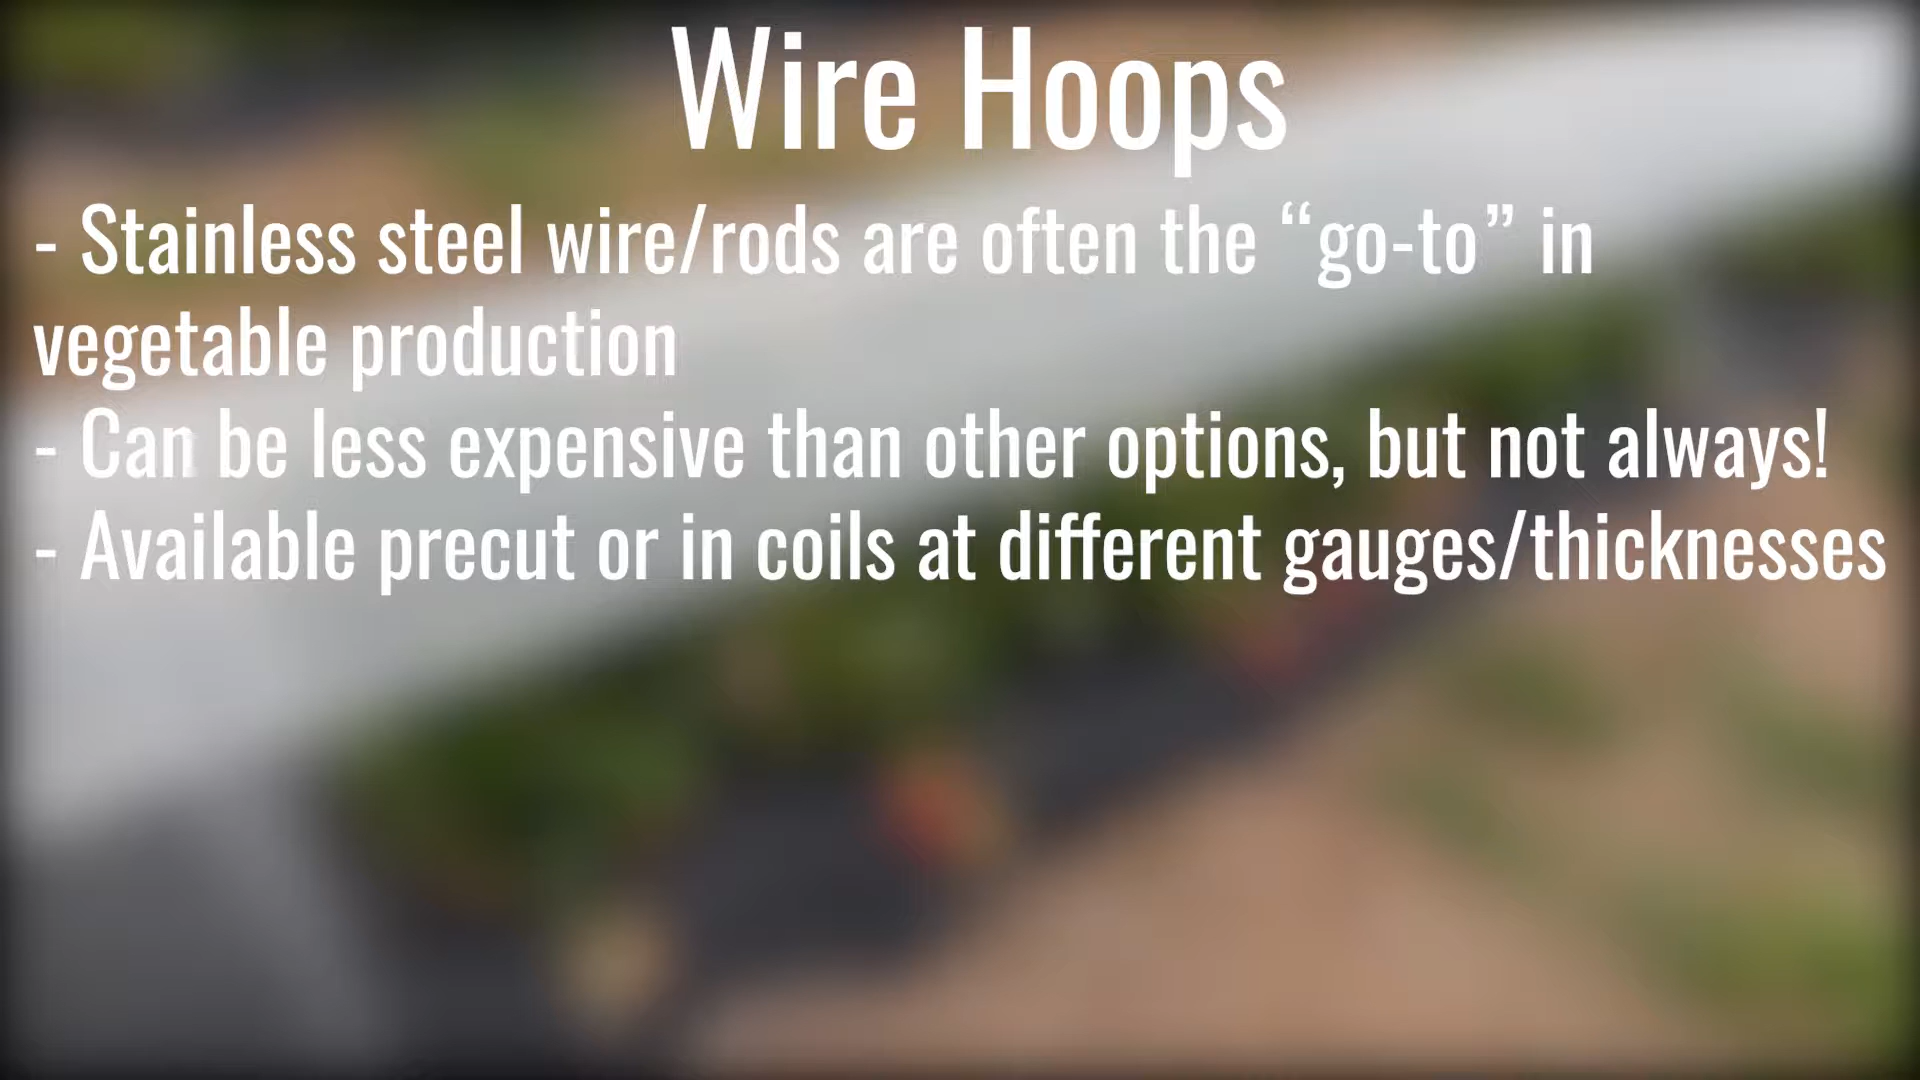 Wire Hoops
- Stainless steel wire/rods are often the “go-to” in
vegetable production
- Can be less expensive than other options, but not always!
- Available precut or in coils at different gauges/thicknesses